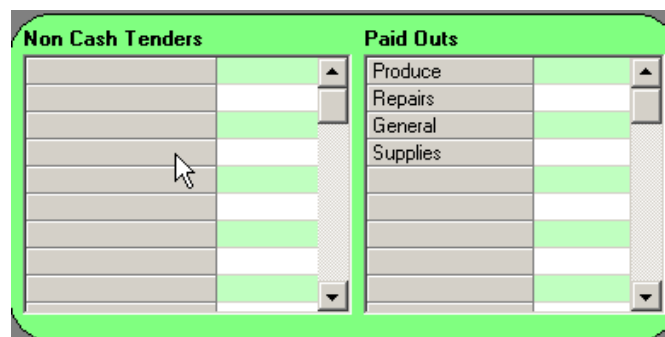 Non Cash Tenders
Paid Outs
Produce
Repairs
General
Supplies